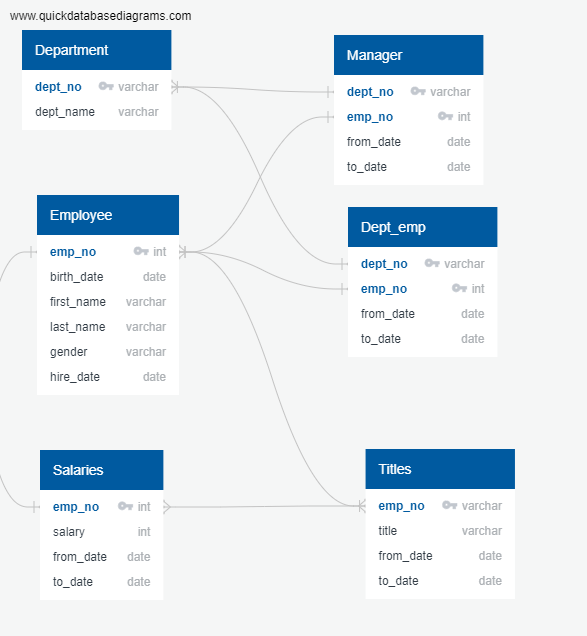 www.quickdatabasediagrams.com
Department
dept_no varchar
dept_name varchar
Manager
dept_no varchar
emp_no int
from_date date
to_date date
Employee
emp_no int
birth_date date
first_name varchar
last_name varchar
gender varchar
hire_date date
Dept_emp
dept_no varchar
emp_no int
from_date date
to_date date
Salaries
emp_no int
salary int
from_date date
to_date date
Titles
emp_no varchar
title varchar
from_date date
to_date date